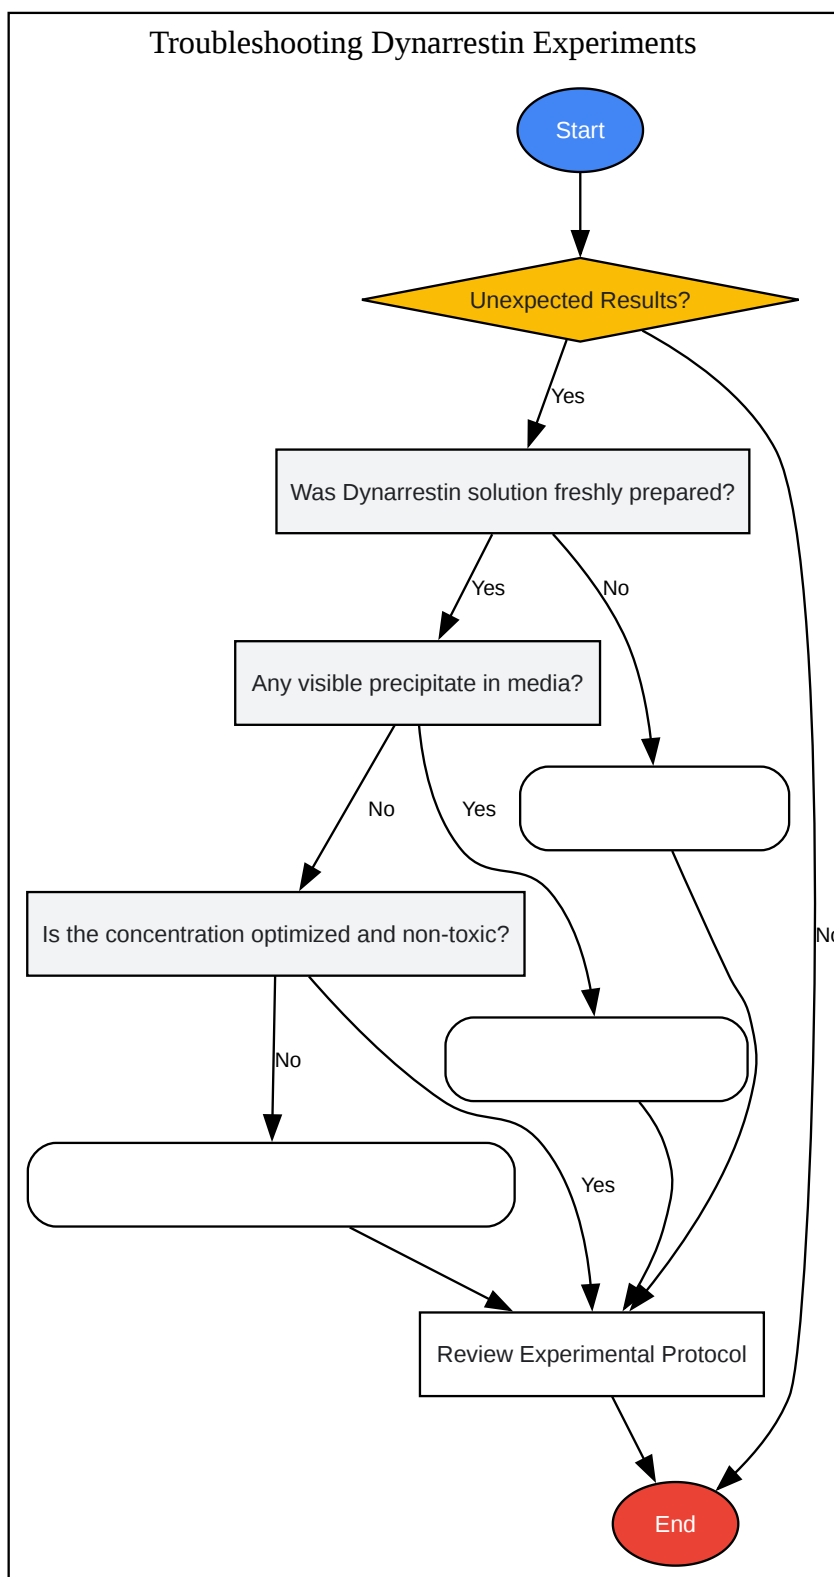 Troubleshooting Dynarrestin Experiments
Start
Unexpected Results?
Yes
Was Dynarrestin solution freshly prepared?
Yes
No
Any visible precipitate in media?
No
Yes
Is the concentration optimized and non-toxic?
No
No
Yes
Review Experimental Protocol
End